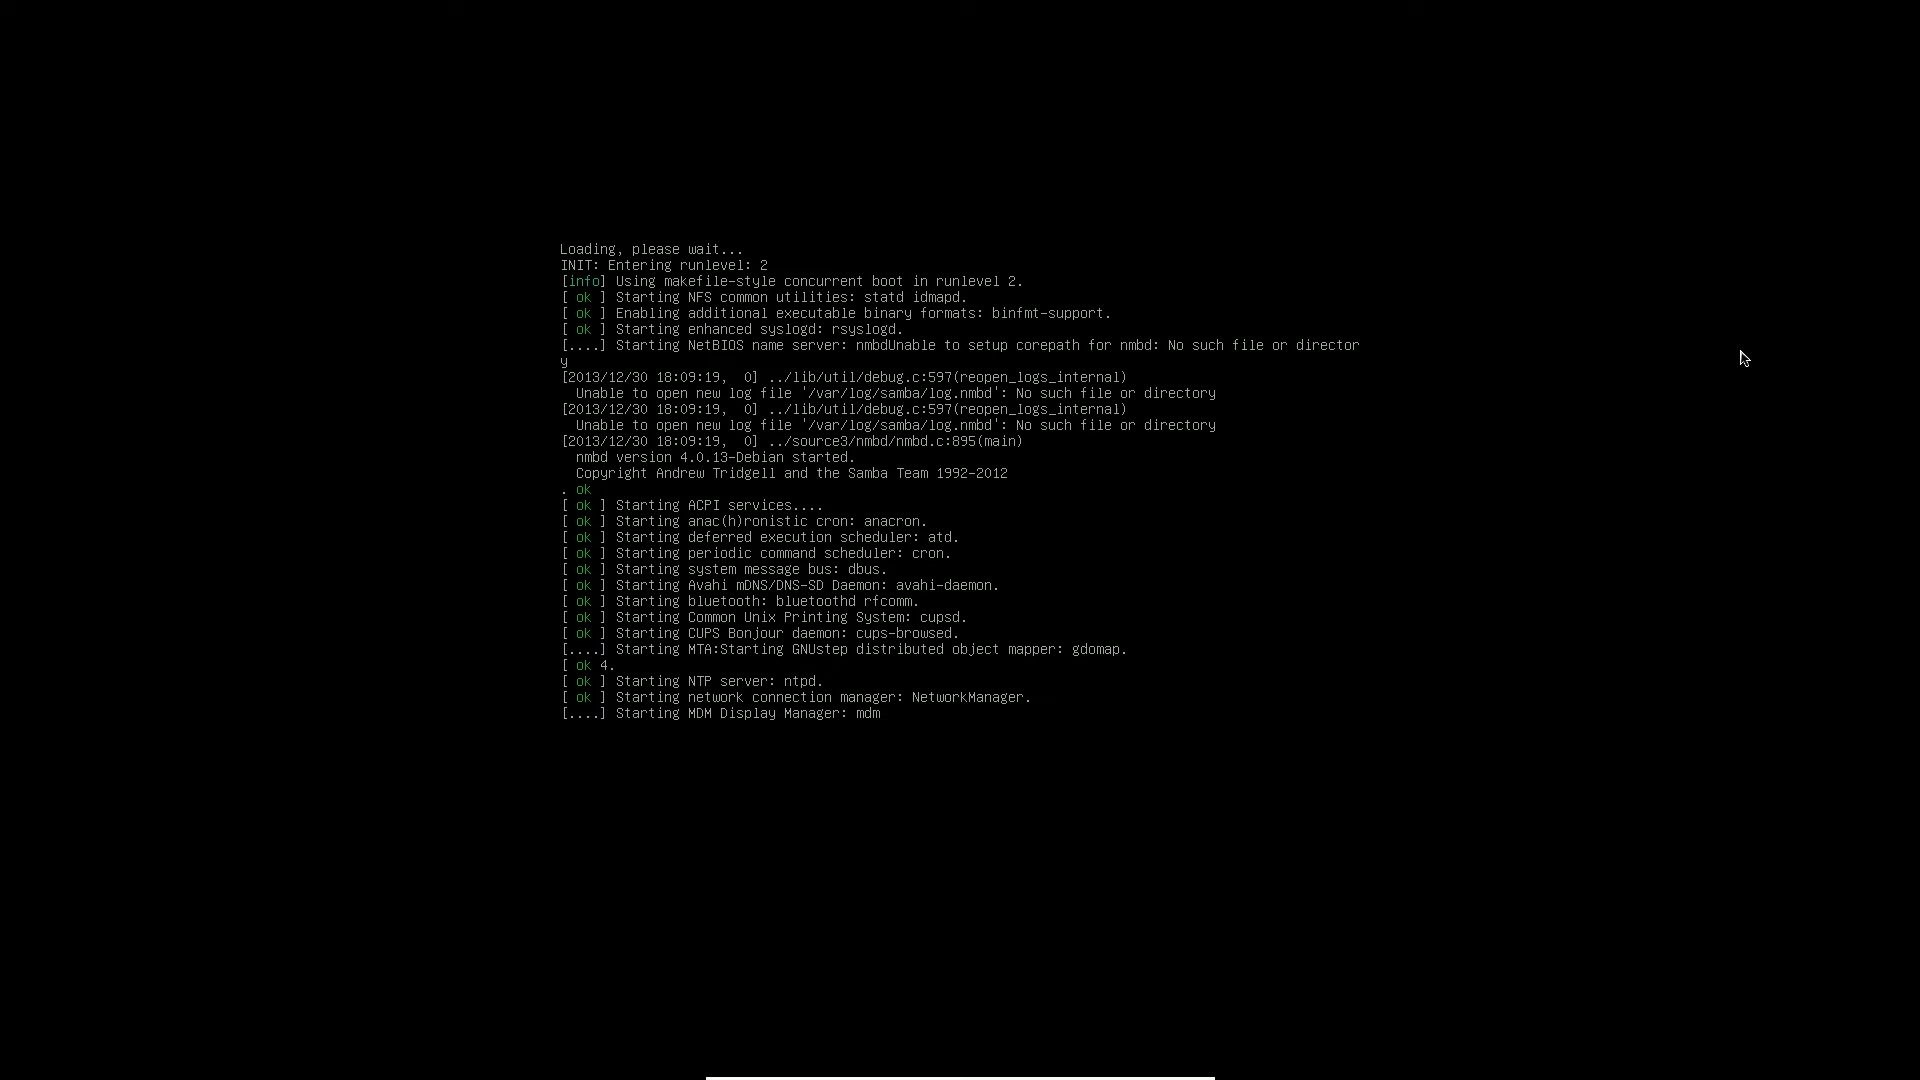 Loading, please wait...
INIT: Entering runlevel: 2
[info] Using makefile-style concurrent boot in runlevel 2.
[ ok ] Starting NFS common utilities: statd idmapd.
[ ok ] Enabling additional executable binary formats: binfmt-support.
[ ok ] Starting enhanced syslogd: rsyslogd.
[....] Starting NetBIOS name server: nmbdUnable to setup corepath for nmbd: No such file or director
y
[2013/12/30 18:09:19,  0] ../lib/util/debug.c:597(reopen_logs_internal)
  Unable to open new log file '/var/log/samba/log.nmbd': No such file or directory
[2013/12/30 18:09:19,  0] ../lib/util/debug.c:597(reopen_logs_internal)
  Unable to open new log file '/var/log/samba/log.nmbd': No such file or directory
[2013/12/30 18:09:19,  0] ../source3/nmbd/nmbd.c:895(main)
  nmbd version 4.0.13-Debian started.
  Copyright Andrew Tridgell and the Samba Team 1992-2012
. ok
[ ok ] Starting ACPI services....
[ ok ] Starting anac(h)ronistic cron: anacron.
[ ok ] Starting deferred execution scheduler: atd.
[ ok ] Starting periodic command scheduler: cron.
[ ok ] Starting system message bus: dbus.
[ ok ] Starting Avahi mDNS/DNS-SD Daemon: avahi-daemon.
[ ok ] Starting bluetooth: bluetoothd rfcomm.
[ ok ] Starting Common Unix Printing System: cupsd.
[ ok ] Starting CUPS Bonjour daemon: cups-browsed.
[....] Starting MTA:Starting GNUstep distributed object mapper: gdomap.
[ ok 4.
[ ok ] Starting NTP server: ntpd.
[ ok ] Starting network connection manager: NetworkManager.
[....] Starting MDM Display Manager: mdm